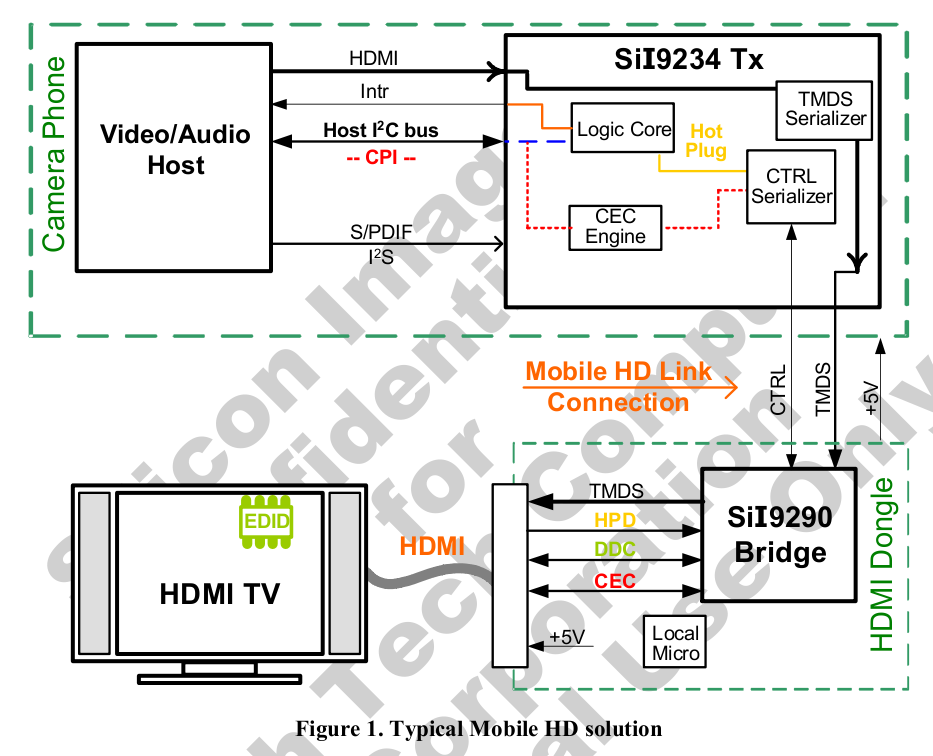 Camera Phone
Video/Audio
Host
HDMI
Intr
Host I²C bus
-- CPI --
S/PDIF
I²S
SiI9234 Tx
TMDS
Serializer
Logic Core
Hot
Plug
CTRL
Serializer
CEC
Engine
Mobile HD Link
Connection
CTRL
TMDS
+5V
HDMI Dongle
TMDS
HPD
DDC
CEC
+5V
SiI9290
Bridge
Local
Micro
HDMI
EDID
HDMI TV
Silicon Image
Confidential
for
Tech Computer
Corporation
Internal Use Only
Figure 1. Typical Mobile HD solution